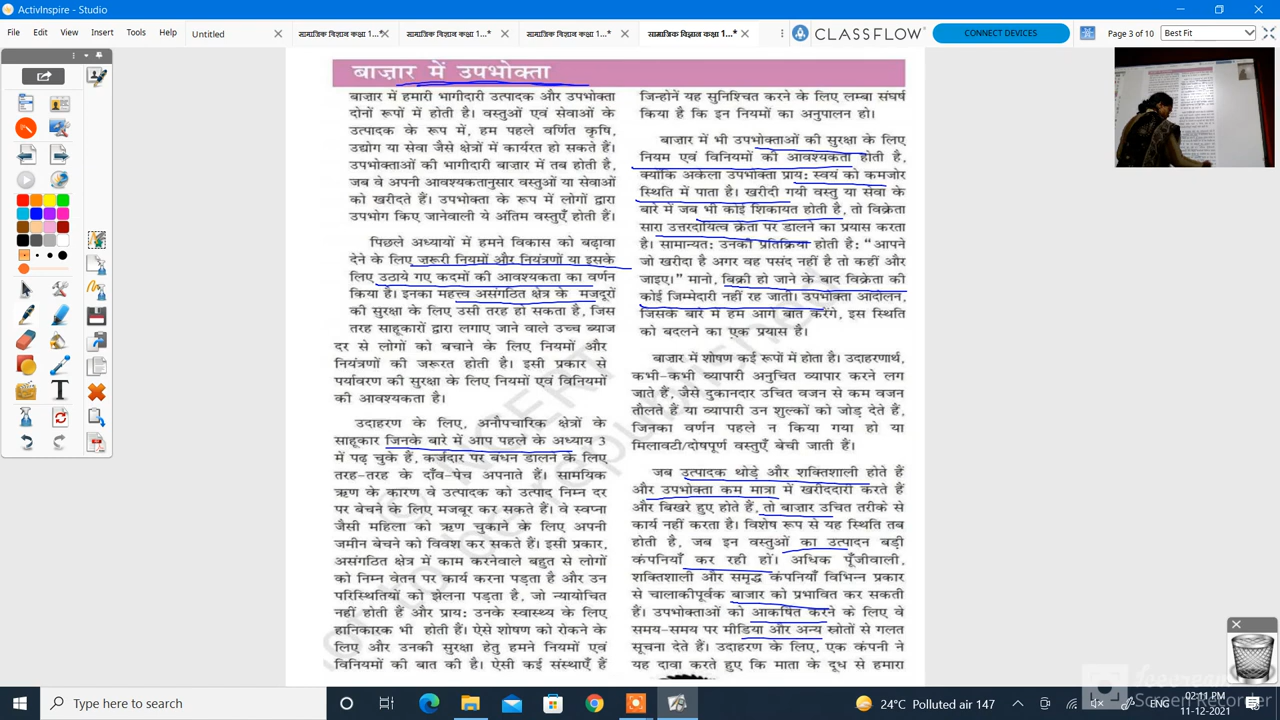 ActivInspire - Studio
File Edit View Insert Tools Help
Untitled
सामाजिक विज्ञान कक्षा 1...*
सामाजिक विज्ञान कक्षा 1...*
सामाजिक विज्ञान कक्षा 1...*
सामाजिक विज्ञान कक्षा 1...*
CLASSFLOW
CONNECT DEVICES
Page 3 of 10
Best Fit
बाज़ार में उपभोक्ता
बाज़ार में हमारी भागीदारी उत्पादक और उपभोक्ता
दोनों रूपों में होती है। वस्तुओं एवं सेवाओं के
उत्पादक के रूप में, हम पहले वर्णित कृषि,
उद्योग या सेवा जैसे क्षेत्रों में कार्यरत हो सकते हैं।
उपभोक्ताओं की भागीदारी बाज़ार में तब होती है,
जब वे अपनी आवश्यकतानुसार वस्तुओं या सेवाओं
को खरीदते हैं। उपभोक्ता के रूप में लोगों द्वारा
उपभोग किए जानेवाली ये अंतिम वस्तुएँ होती हैं।
पिछले अध्यायों में हमने विकास को बढ़ावा
देने के लिए ज़रूरी नियमों और नियंत्रणों या इसके
लिए उठाये गए कदमों की आवश्यकता का वर्णन
किया है। इनका महत्त्व असंगठित क्षेत्र के मज़दूरों
की सुरक्षा के लिए उसी तरह हो सकता है, जिस
तरह साहूकारों द्वारा लगाए जाने वाले उच्च ब्याज
दर से लोगों को बचाने के लिए नियमों और
नियंत्रणों की जरूरत होती है। इसी प्रकार से
पर्यावरण की सुरक्षा के लिए नियमों एवं विनियमों
की आवश्यकता है।
उदाहरण के लिए, अनौपचारिक क्षेत्रों के
साहूकार जिनके बारे में आप पहले के अध्याय 3
में पढ़ चुके हैं, कर्जदार पर बंधन डालने के लिए
तरह-तरह के दाँव-पेच अपनाते हैं। सामयिक
ऋण के कारण वे उत्पादक को उत्पाद निम्न दर
पर बेचने के लिए मजबूर कर सकते हैं। वे स्वप्ना
जैसी महिला को ऋण चुकाने के लिए अपनी
जमीन बेचने को विवश कर सकते हैं। इसी प्रकार,
असंगठित क्षेत्र में काम करनेवाले बहुत से लोगों
को निम्न वेतन पर कार्य करना पड़ता है और उन
परिस्थितियों को झेलना पड़ता है, जो न्यायोचित
नहीं होती हैं और प्राय: उनके स्वास्थ्य के लिए
हानिकारक भी होती हैं। ऐसे शोषण को रोकने के
लिए और उनकी सुरक्षा हेतु हमने नियमों एवं
विनियमों की बात की है। ऐसी कई संस्थाएँ हैं
जिन्होंनें यह सुनिश्चित करने के लिए लम्बा संघर्ष
किया है कि इन नियमों का अनुपालन हो।
बाज़ार में भी उपभोक्ताओं की सुरक्षा के लिए
नियम एवं विनियमों की आवश्यकता होती है,
क्योंकि अकेला उपभोक्ता प्राय: स्वयं को कमजोर
स्थिति में पाता है। खरीदी गयी वस्तु या सेवा के
बारे में जब भी कोई शिकायत होती है, तो विक्रेता
सारा उत्तरदायित्व क्रेता पर डालने का प्रयास करता
है। सामान्यत: उनकी प्रतिक्रिया होती है: “आपने
जो खरीदा है अगर वह पसंद नहीं है तो कहीं और
जाइए।” मानो, बिक्री हो जाने के बाद विक्रेता की
कोई जिम्मेदारी नहीं रह जाती। उपभोक्ता आंदोलन,
जिसके बारे में हम आगे बात करेंगे, इस स्थिति
को बदलने का एक प्रयास है।
बाज़ार में शोषण कई रूपों में होता है। उदाहरणार्थ,
कभी-कभी व्यापारी अनुचित व्यापार करने लग
जाते हैं, जैसे दुकानदार उचित वजन से कम वजन
तौलते हैं या व्यापारी उन शुल्कों को जोड़ देते हैं,
जिनका वर्णन पहले न किया गया हो या
मिलावटी/दोषपूर्ण वस्तुएँ बेची जाती हैं।
जब उत्पादक थोड़े और शक्तिशाली होते हैं
और उपभोक्ता कम मात्रा में खरीददारी करते हैं
और बिखरे हुए होते हैं, तो बाज़ार उचित तरीके से
कार्य नहीं करता है। विशेष रूप से यह स्थिति तब
होती है, जब इन वस्तुओं का उत्पादन बड़ी
कंपनियाँ कर रही हों। अधिक पूँजीवाली,
शक्तिशाली और समृद्ध कंपनियाँ विभिन्न प्रकार
से चालाकीपूर्वक बाजार को प्रभावित कर सकती
हैं। उपभोक्ताओं को आकर्षित करने के लिए वे
समय-समय पर मीडिया और अन्य स्रोतों से गलत
सूचना देते हैं। उदाहरण के लिए, एक कंपनी ने
यह दावा करते हुए कि माता के दूध से हमारा
Type here to search
24°C Polluted air 147
ENG
02:11 PM
11-12-2021
Screen Recorder